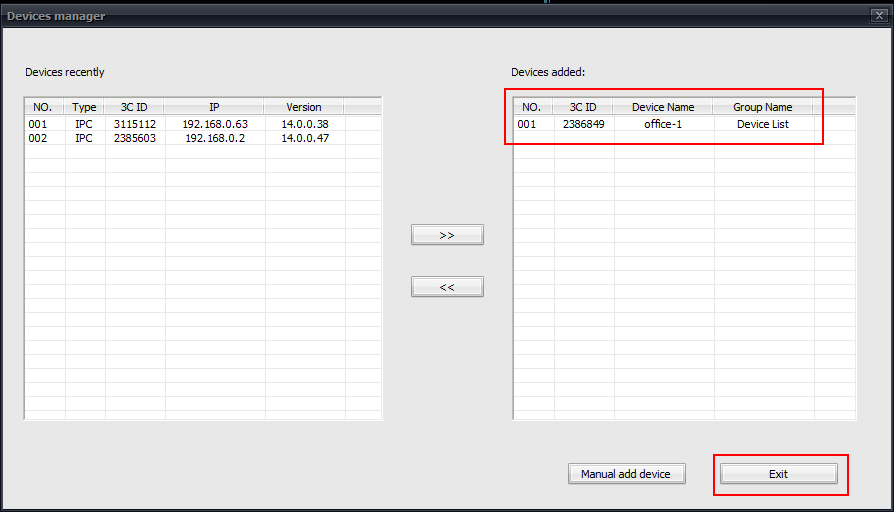 Devices manager
Devices recently
NO. Type 3C ID IP Version
001 IPC 3115112 192.168.0.63 14.0.0.38
002 IPC 2385603 192.168.0.2 14.0.0.47
>>
<<
Devices added:
NO. 3C ID Device Name Group Name
001 2386849 office-1 Device List
Manual add device
Exit